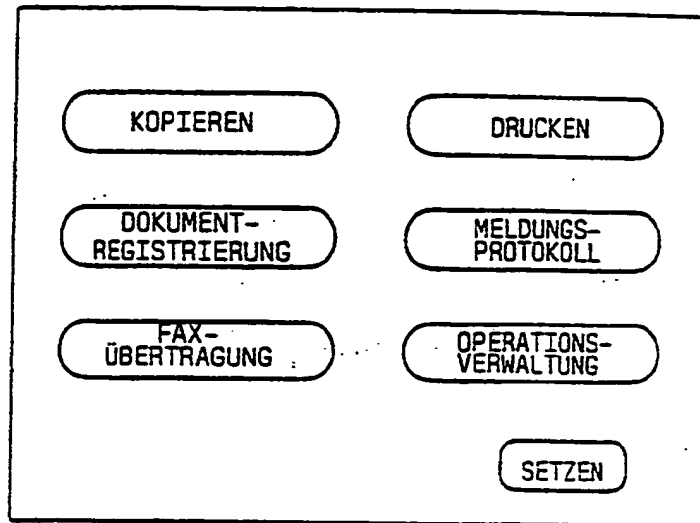 KOPIEREN
DRUCKEN
DOKUMENT-
REGISTRIERUNG
MELDUNGS-
PROTOKOLL
FAX-
ÜBERTRAGUNG
OPERATIONS-
VERWALTUNG
SETZEN